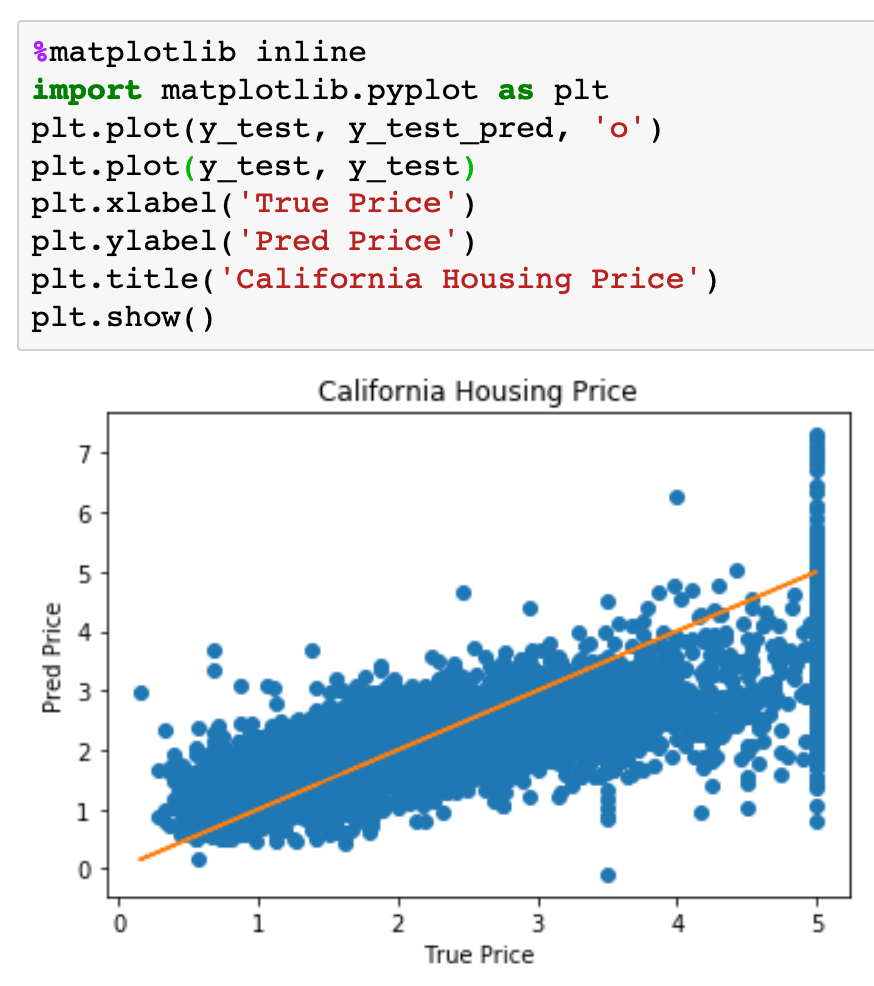 %matplotlib inline
import matplotlib.pyplot as plt
plt.plot(y_test, y_test_pred, 'o')
plt.plot(y_test, y_test)
plt.xlabel('True Price')
plt.ylabel('Pred Price')
plt.title('California Housing Price')
plt.show()
California Housing Price
Pred Price
7
6
5
4
3
2
1
0
0 1 2 3 4 5
True Price